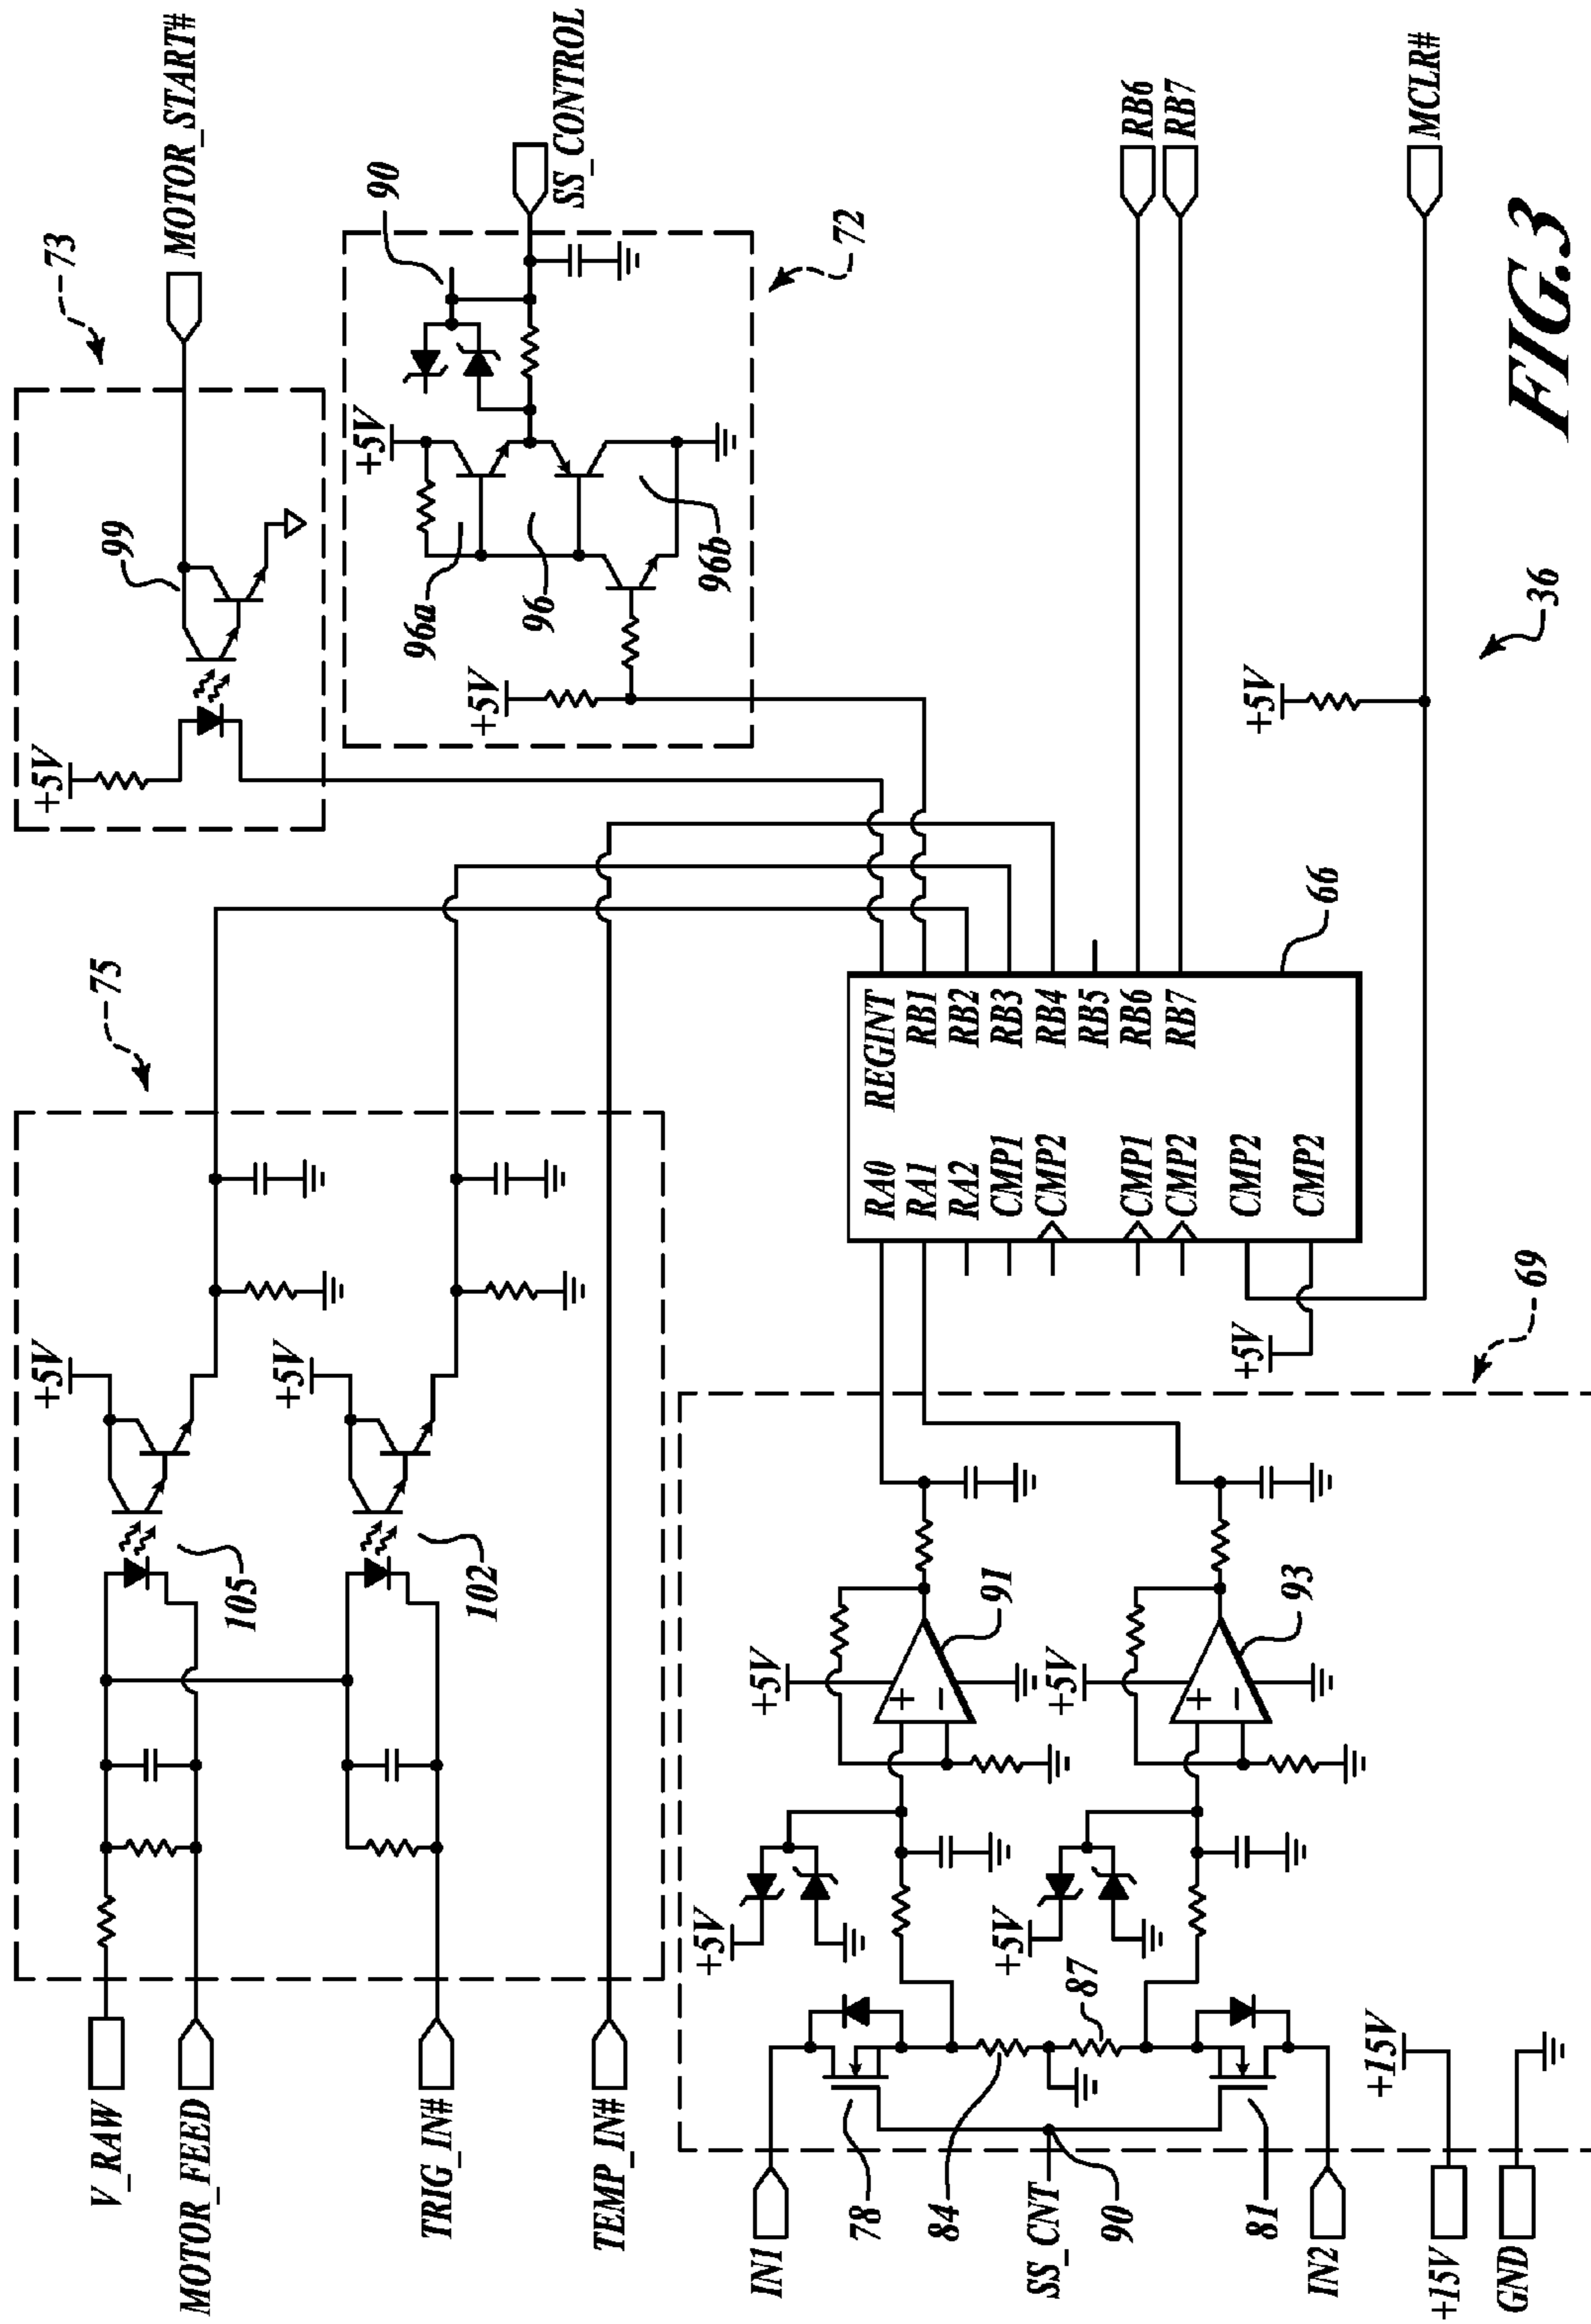 V_RAW
MOTOR_FEED
TRIG_IN#
TEMP_IN#
105
102
+5V
+5V
75
+5V
99
73
MOTOR_START#
+5V
+5V
96a
96
96b
90
SS_CONTROL
72
IN1
78
84
SS_CNT
90
81
IN2
+15V
GND
+15V
87
+5V
+5V
+5V
+5V
91
93
69
+5V
RA0
RA1
RA2
CMP1
CMP2
CMP1
CMP2
CMP2
CMP2
REGINT
RB1
RB2
RB3
RB4
RB5
RB6
RB7
66
+5V
RB6
RB7
MCLR#
36
FIG.3